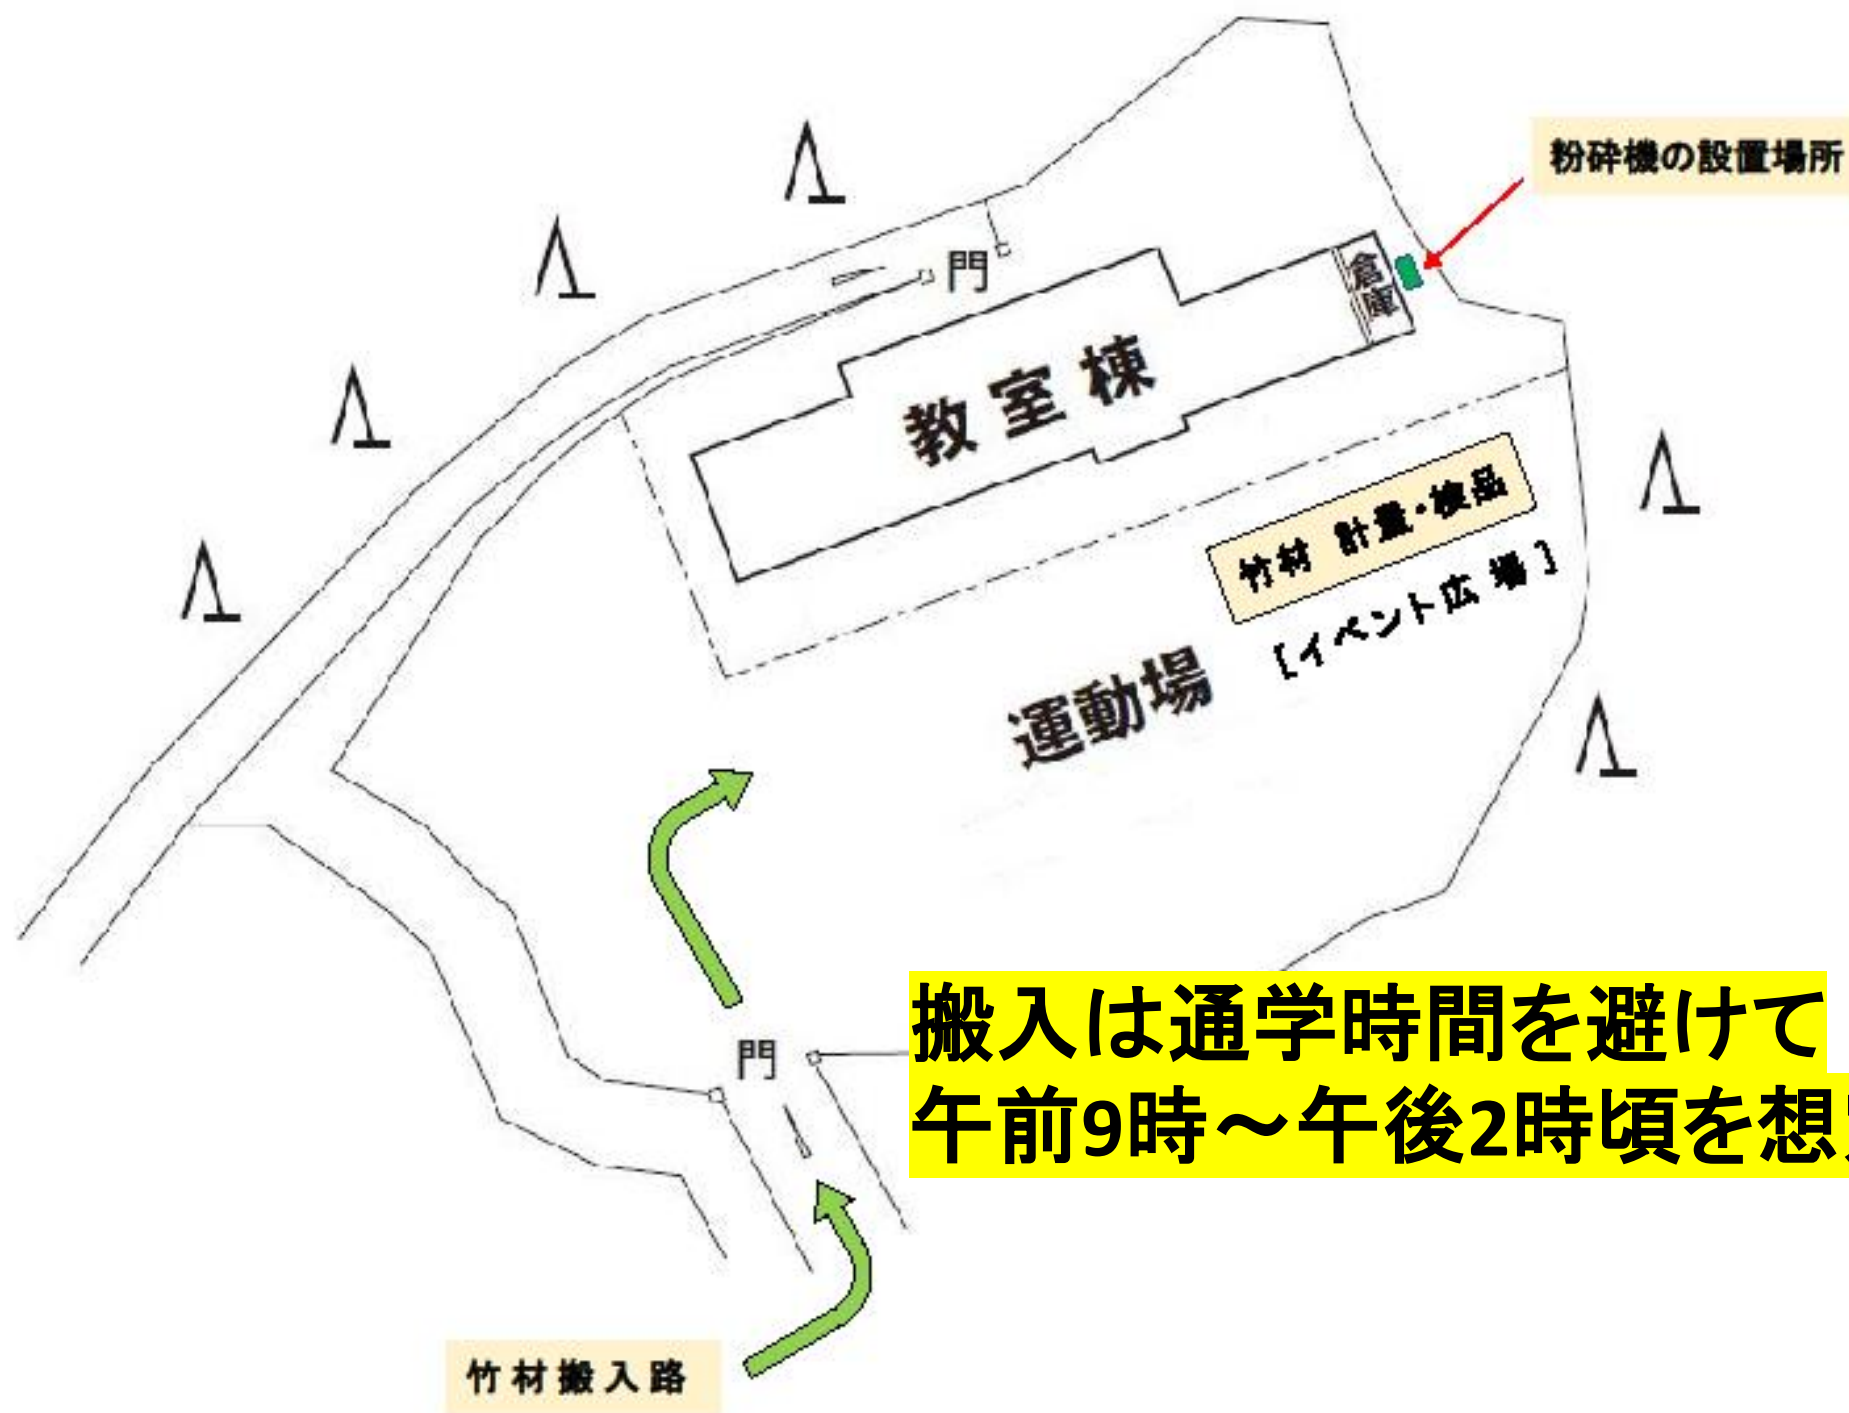 粉砕機の設置場所
門
倉庫
教室棟
竹材 計量・検品
[イベント広場]
運動場
門
搬入は通学時間を避けて
午前9時～午後2時頃を想
竹材搬入路